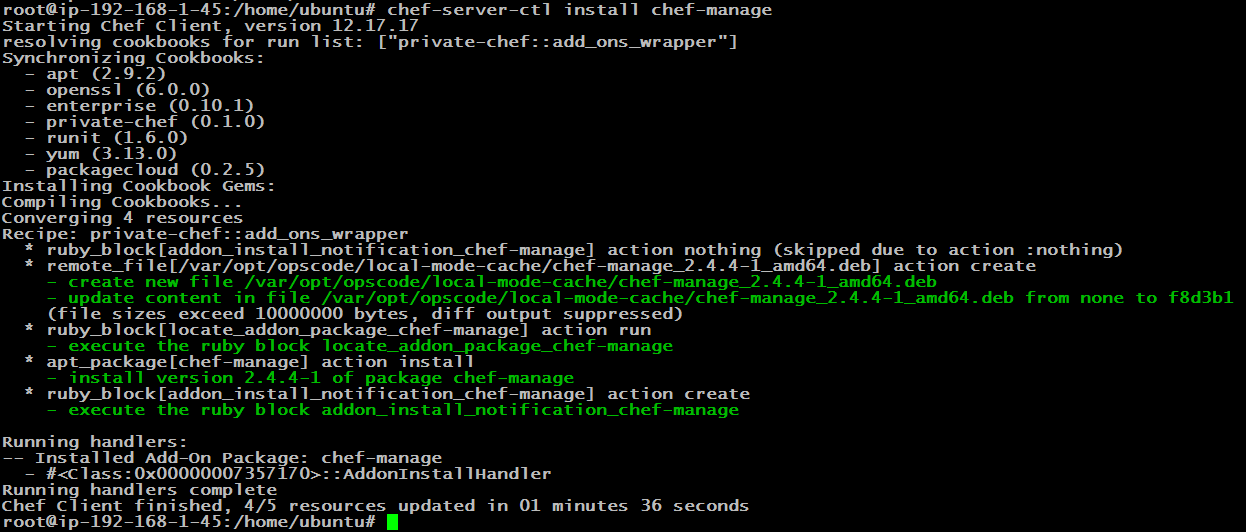 root@ip-192-168-1-45:/home/ubuntu# chef-server-ctl install chef-manage
Starting Chef Client, version 12.17.17
resolving cookbooks for run list: ["private-chef::add_ons_wrapper"]
Synchronizing Cookbooks:
  - apt (2.9.2)
  - openssl (6.0.0)
  - enterprise (0.10.1)
  - private-chef (0.1.0)
  - runit (1.6.0)
  - yum (3.13.0)
  - packagecloud (0.2.5)
Installing Cookbook Gems:
Compiling Cookbooks...
Converging 4 resources
Recipe: private-chef::add_ons_wrapper
  * ruby_block[addon_install_notification_chef-manage] action nothing (skipped due to action :nothing)
  * remote_file[/var/opt/opscode/local-mode-cache/chef-manage_2.4.4-1_amd64.deb] action create
    - create new file /var/opt/opscode/local-mode-cache/chef-manage_2.4.4-1_amd64.deb
    - update content in file /var/opt/opscode/local-mode-cache/chef-manage_2.4.4-1_amd64.deb from none to f8d3b1
    (file sizes exceed 10000000 bytes, diff output suppressed)
  * ruby_block[locate_addon_package_chef-manage] action run
    - execute the ruby block locate_addon_package_chef-manage
  * apt_package[chef-manage] action install
    - install version 2.4.4-1 of package chef-manage
  * ruby_block[addon_install_notification_chef-manage] action create
    - execute the ruby block addon_install_notification_chef-manage

Running handlers:
-- Installed Add-On Package: chef-manage
  - #<Class:0x00000007357170>::AddonInstallHandler
Running handlers complete
Chef Client finished, 4/5 resources updated in 01 minutes 36 seconds
root@ip-192-168-1-45:/home/ubuntu#